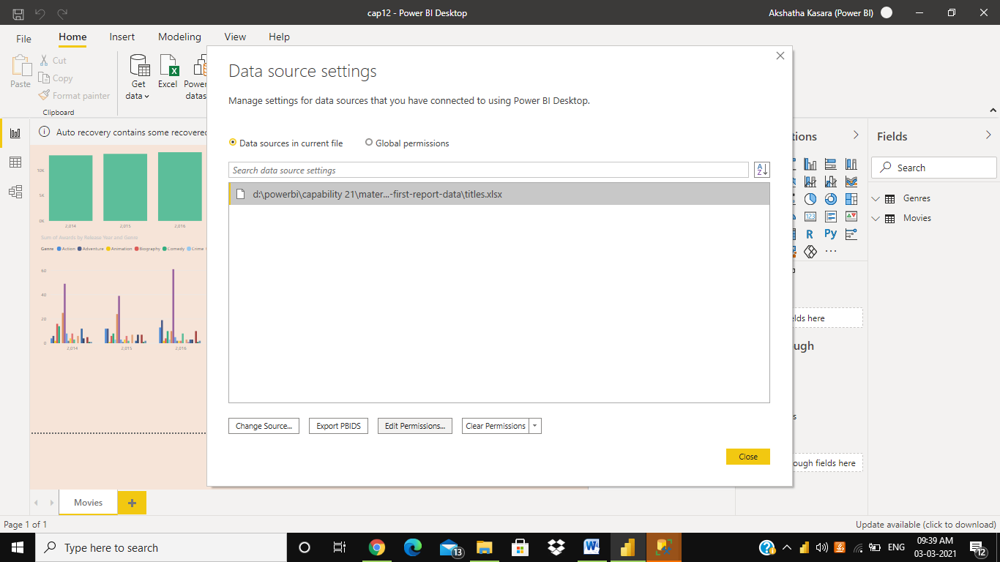 cap12 - Power BI Desktop
Akshatha Kasara (Power BI)
File Home Insert Modeling View Help
Paste
Cut
Copy
Format painter
Clipboard
Get
data
Excel
Power
datas
Auto recovery contains some recovered
10K
5K
0K
2,014 2,015 2,016
Sum of Awards by Release Year and Genre
Genre Action Adventure Animation Biography Comedy Crime
60
40
20
0
2,014 2,015 2,016
Data source settings
Manage settings for data sources that you have connected to using Power BI Desktop.
Data sources in current file Global permissions
Search data source settings
A
Z
d:\powerbi\capability 21\mater...-first-report-data\titles.xlsx
Change Source... Export PBIDS Edit Permissions... Clear Permissions
Close
tions
123
R Py
...
elds here
ugh
s
ough fields here
Fields
Search
Genres
Movies
Movies
Page 1 of 1
Update available (click to download)
Type here to search
13
ENG
09:39 AM
03-03-2021
12